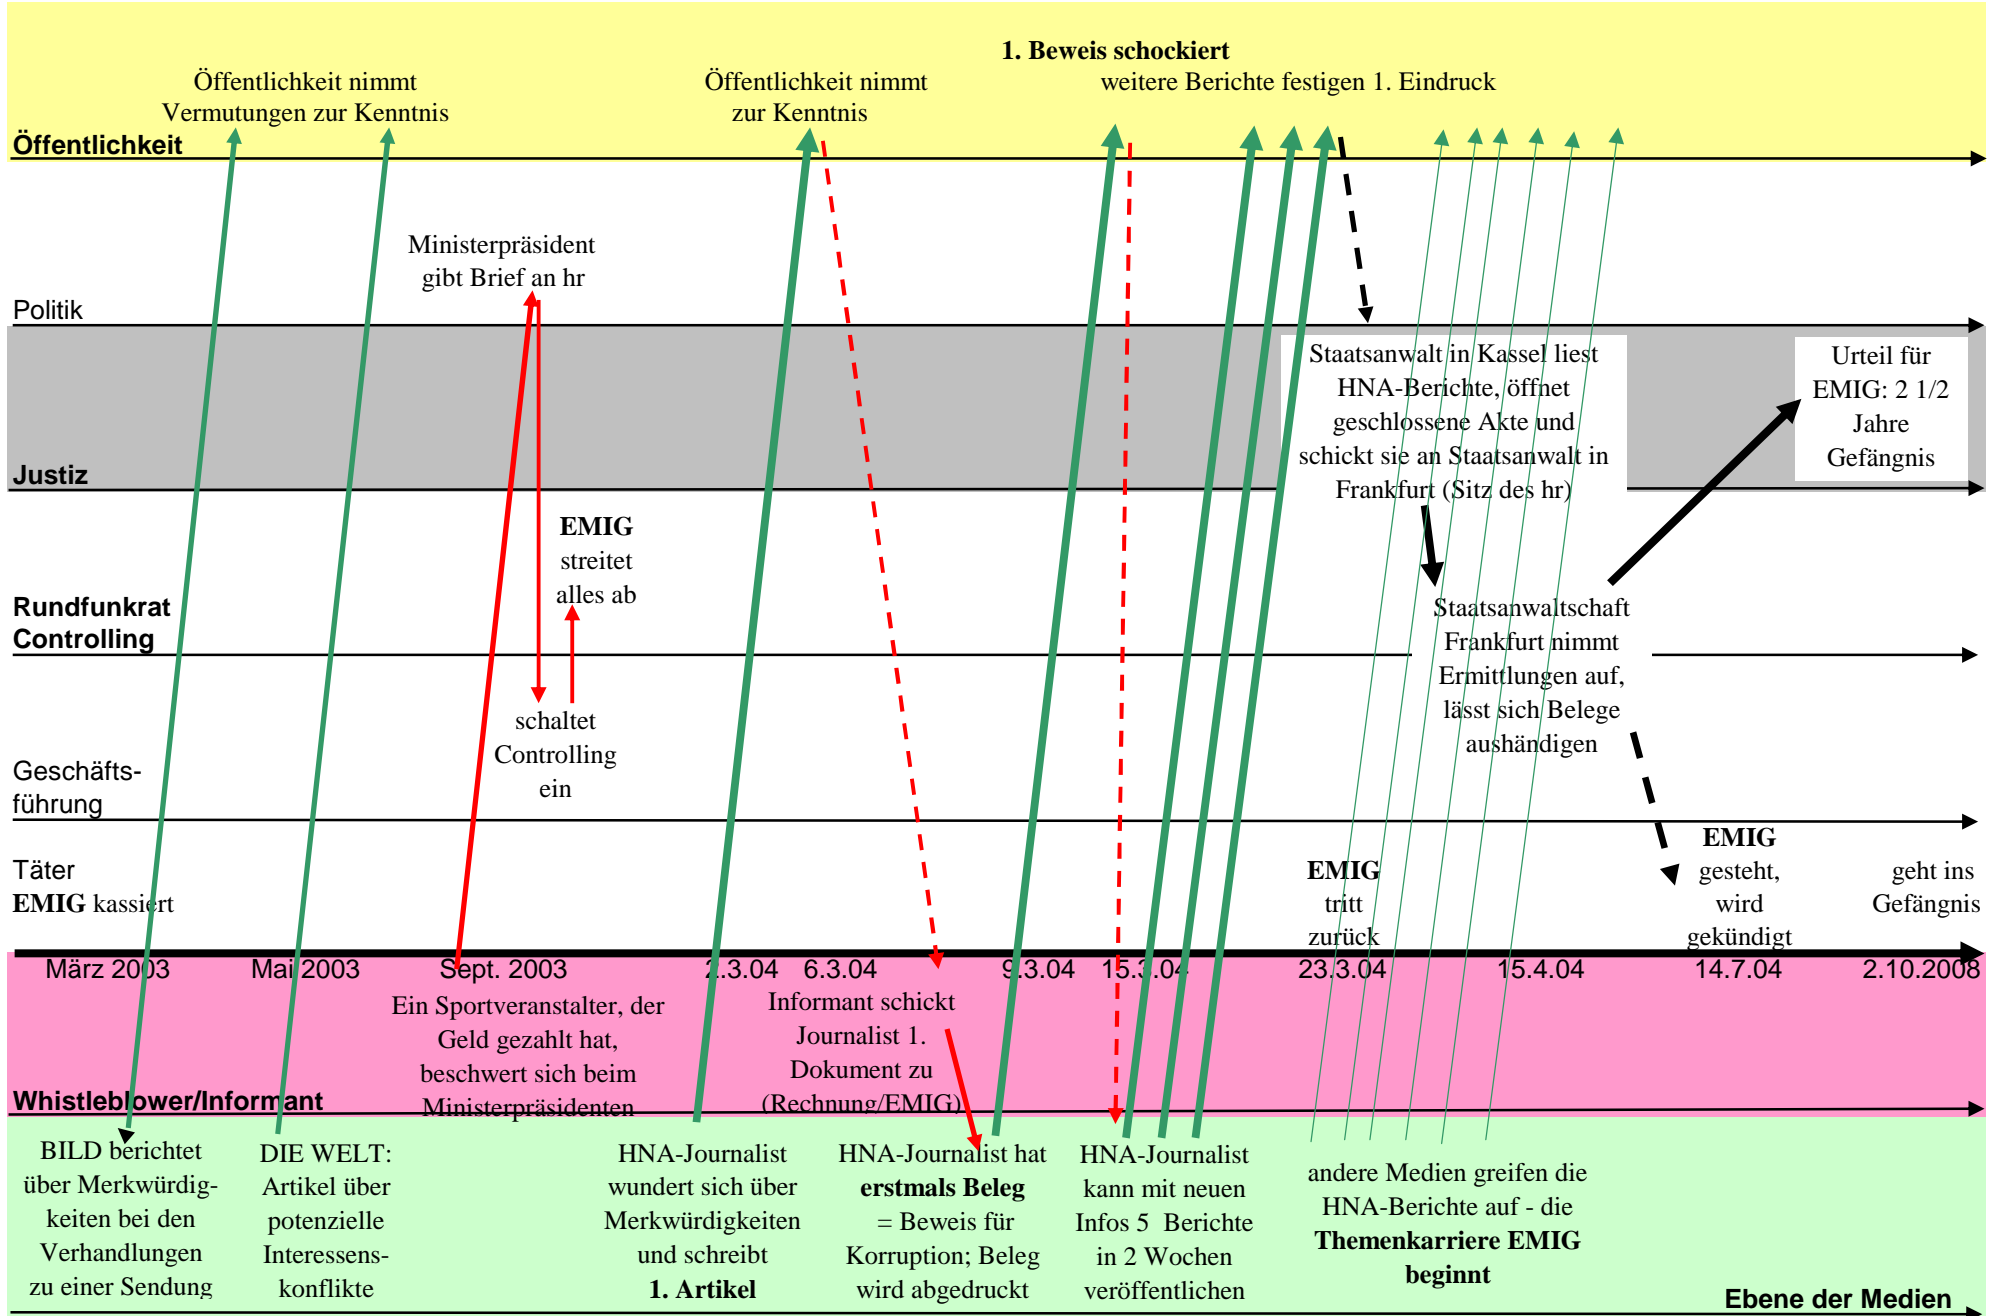 1. Beweis schockiert
Öffentlichkeit nimmt
Vermutungen zur Kenntnis
Öffentlichkeit nimmt
zur Kenntnis
weitere Berichte festigen 1. Eindruck
Öffentlichkeit
Ministerpräsident
gibt Brief an hr
Politik
Staatsanwalt in Kassel liest
HNA-Berichte, öffnet
geschlossene Akte und
schickt sie an Staatsanwalt in
Frankfurt (Sitz des hr)
Urteil für
EMIG: 2 1/2
Jahre
Gefängnis
Justiz
EMIG
streitet
alles ab
Rundfunkrat
Controlling
Staatsanwaltschaft
Frankfurt nimmt
Ermittlungen auf,
lässt sich Belege
aushändigen
schaltet
Controlling
ein
Geschäfts-
führung
Täter
EMIG kassiert
EMIG
tritt
zurück
EMIG
gesteht,
wird
gekündigt
geht ins
Gefängnis
März 2003
Mai 2003
Sept. 2003
2.3.04
6.3.04
9.3.04
15.3.04
23.3.04
15.4.04
14.7.04
2.10.2008
Ein Sportveranstalter, der
Geld gezahlt hat,
beschwert sich beim
Ministerpräsidenten
Informant schickt
Journalist 1.
Dokument zu
(Rechnung/EMIG)
Whistleblower/Informant
BILD berichtet
über Merkwürdig-
keiten bei den
Verhandlungen
zu einer Sendung
DIE WELT:
Artikel über
potenzielle
Interessens-
konflikte
HNA-Journalist
wundert sich über
Merkwürdigkeiten
und schreibt
1. Artikel
HNA-Journalist hat
erstmals Beleg
= Beweis für
Korruption; Beleg
wird abgedruckt
HNA-Journalist
kann mit neuen
Infos 5 Berichte
in 2 Wochen
veröffentlichen
andere Medien greifen die
HNA-Berichte auf - die
Themenkarriere EMIG
beginnt
Ebene der Medien